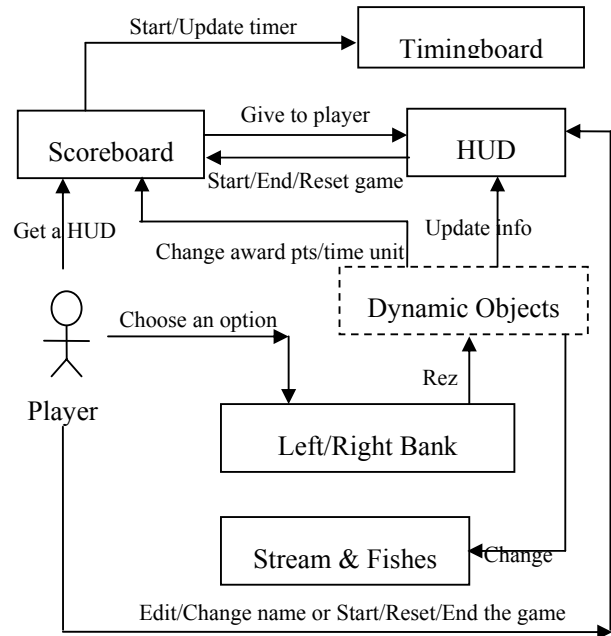 Start/Update timer
Timingboard
Give to player
Scoreboard
HUD
Start/End/Reset game
Get a HUD
Update info
Change award pts/time unit
Dynamic Objects
Choose an option
Rez
Player
Left/Right Bank
Stream & Fishes
Change
Edit/Change name or Start/Reset/End the game